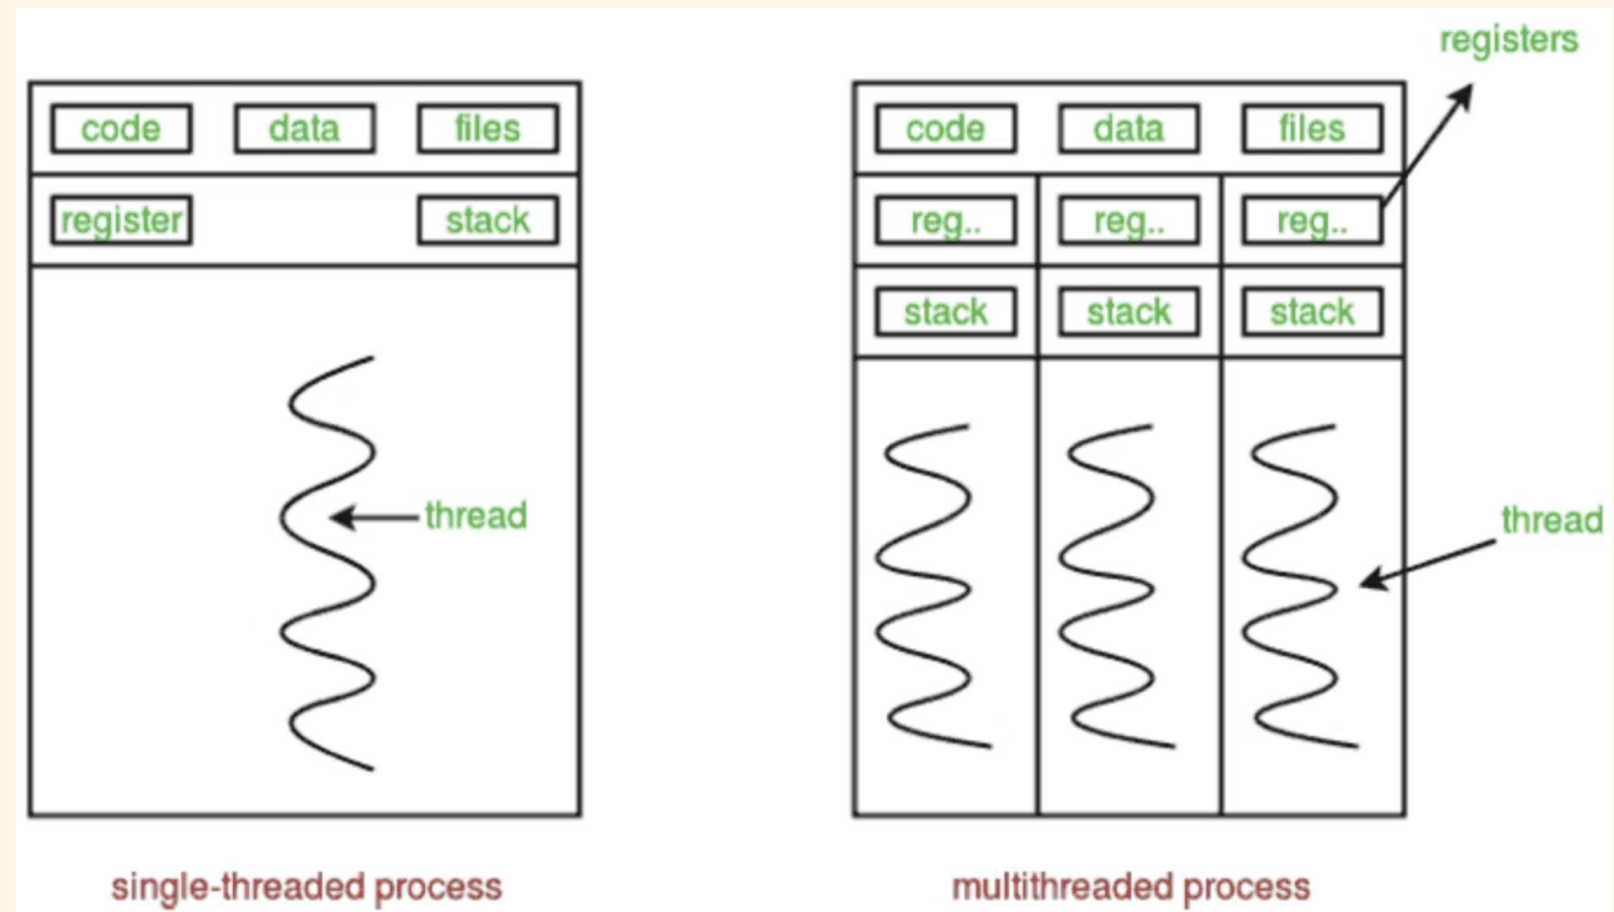 registers
code data files
register stack
thread
single-threaded process
code data files
reg.. reg.. reg..
stack stack stack
thread
multithreaded process